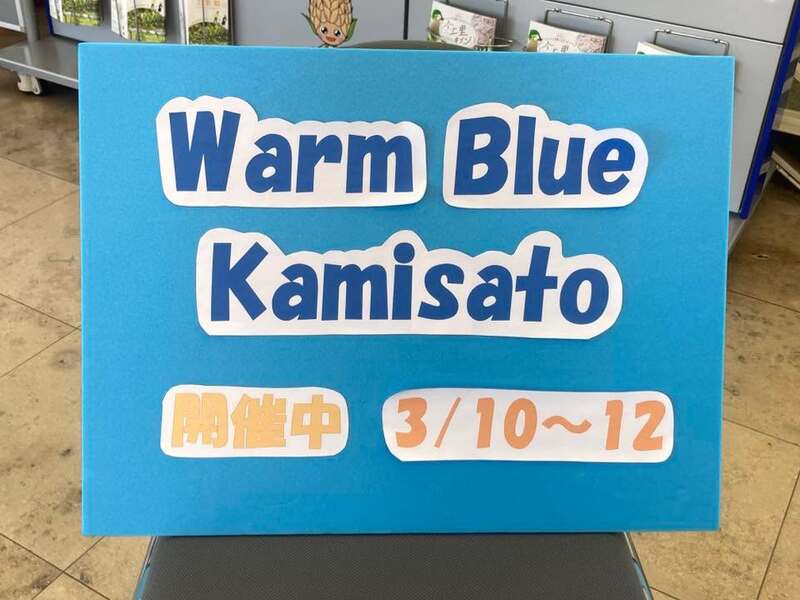 Warm Blue
Kamisato
開催中 3/10～12